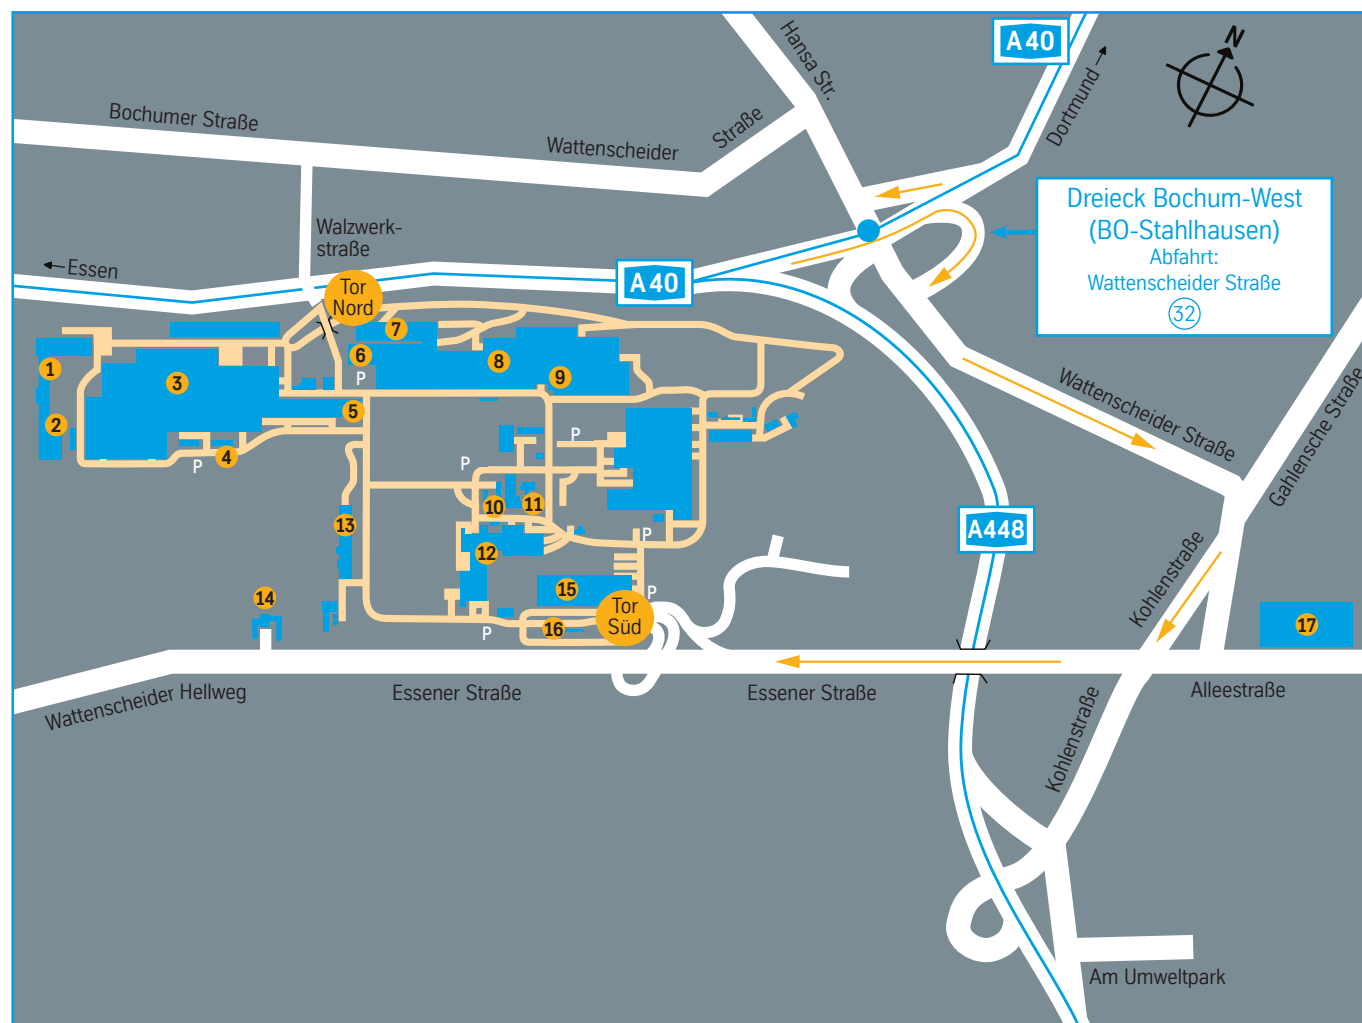 A 40
N
Hansa Str.
Dortmund
Bochumer Straße
Wattenscheider
Straße
Dreieck Bochum-West
(BO-Stahlhausen)
Abfahrt:
Wattenscheider Straße
32
Walzwerk-
straße
Essen
Tor
Nord
A 40
7
6
P
8
9
1
3
2
5
4
P
P
P
10
11
13
12
P
A448
Wattenscheider Straße
Gahlensche Straße
Kohlenstraße
14
15
P
Tor
Süd
16
P
17
Wattenscheider Hellweg
Essener Straße
Essener Straße
Alleestraße
Kohlenstraße
Am Umweltpark